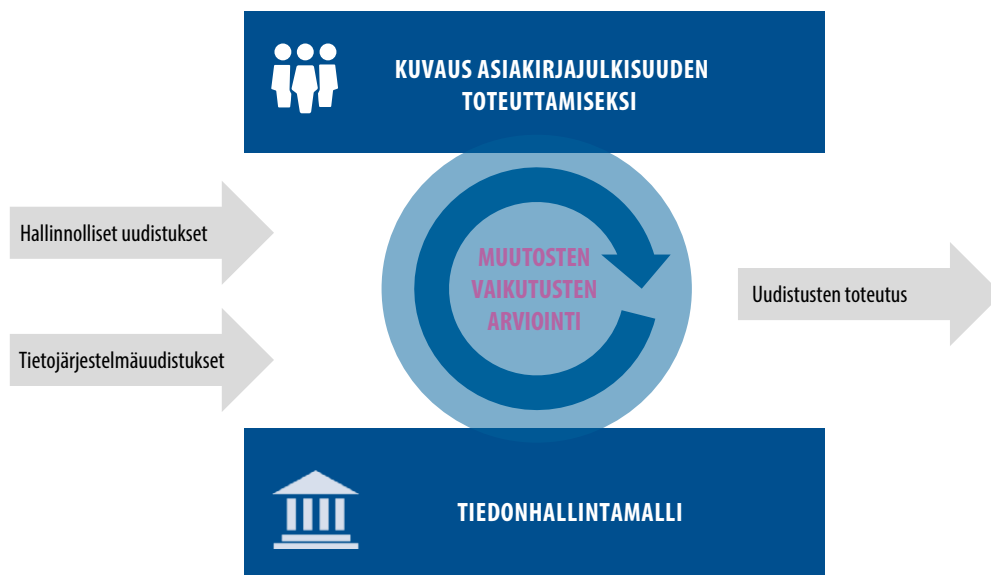 KUVAUS ASIAKIRJAJULKISUUDEN
TOTEUTTAMISEKSI
Hallinnolliset uudistukset
Tietojärjestelmäuudistukset
MUUTOSTEN
VAIKUTUSTEN
ARVIOINTI
Uudistusten toteutus
TIEDONHALLINTAMALLI